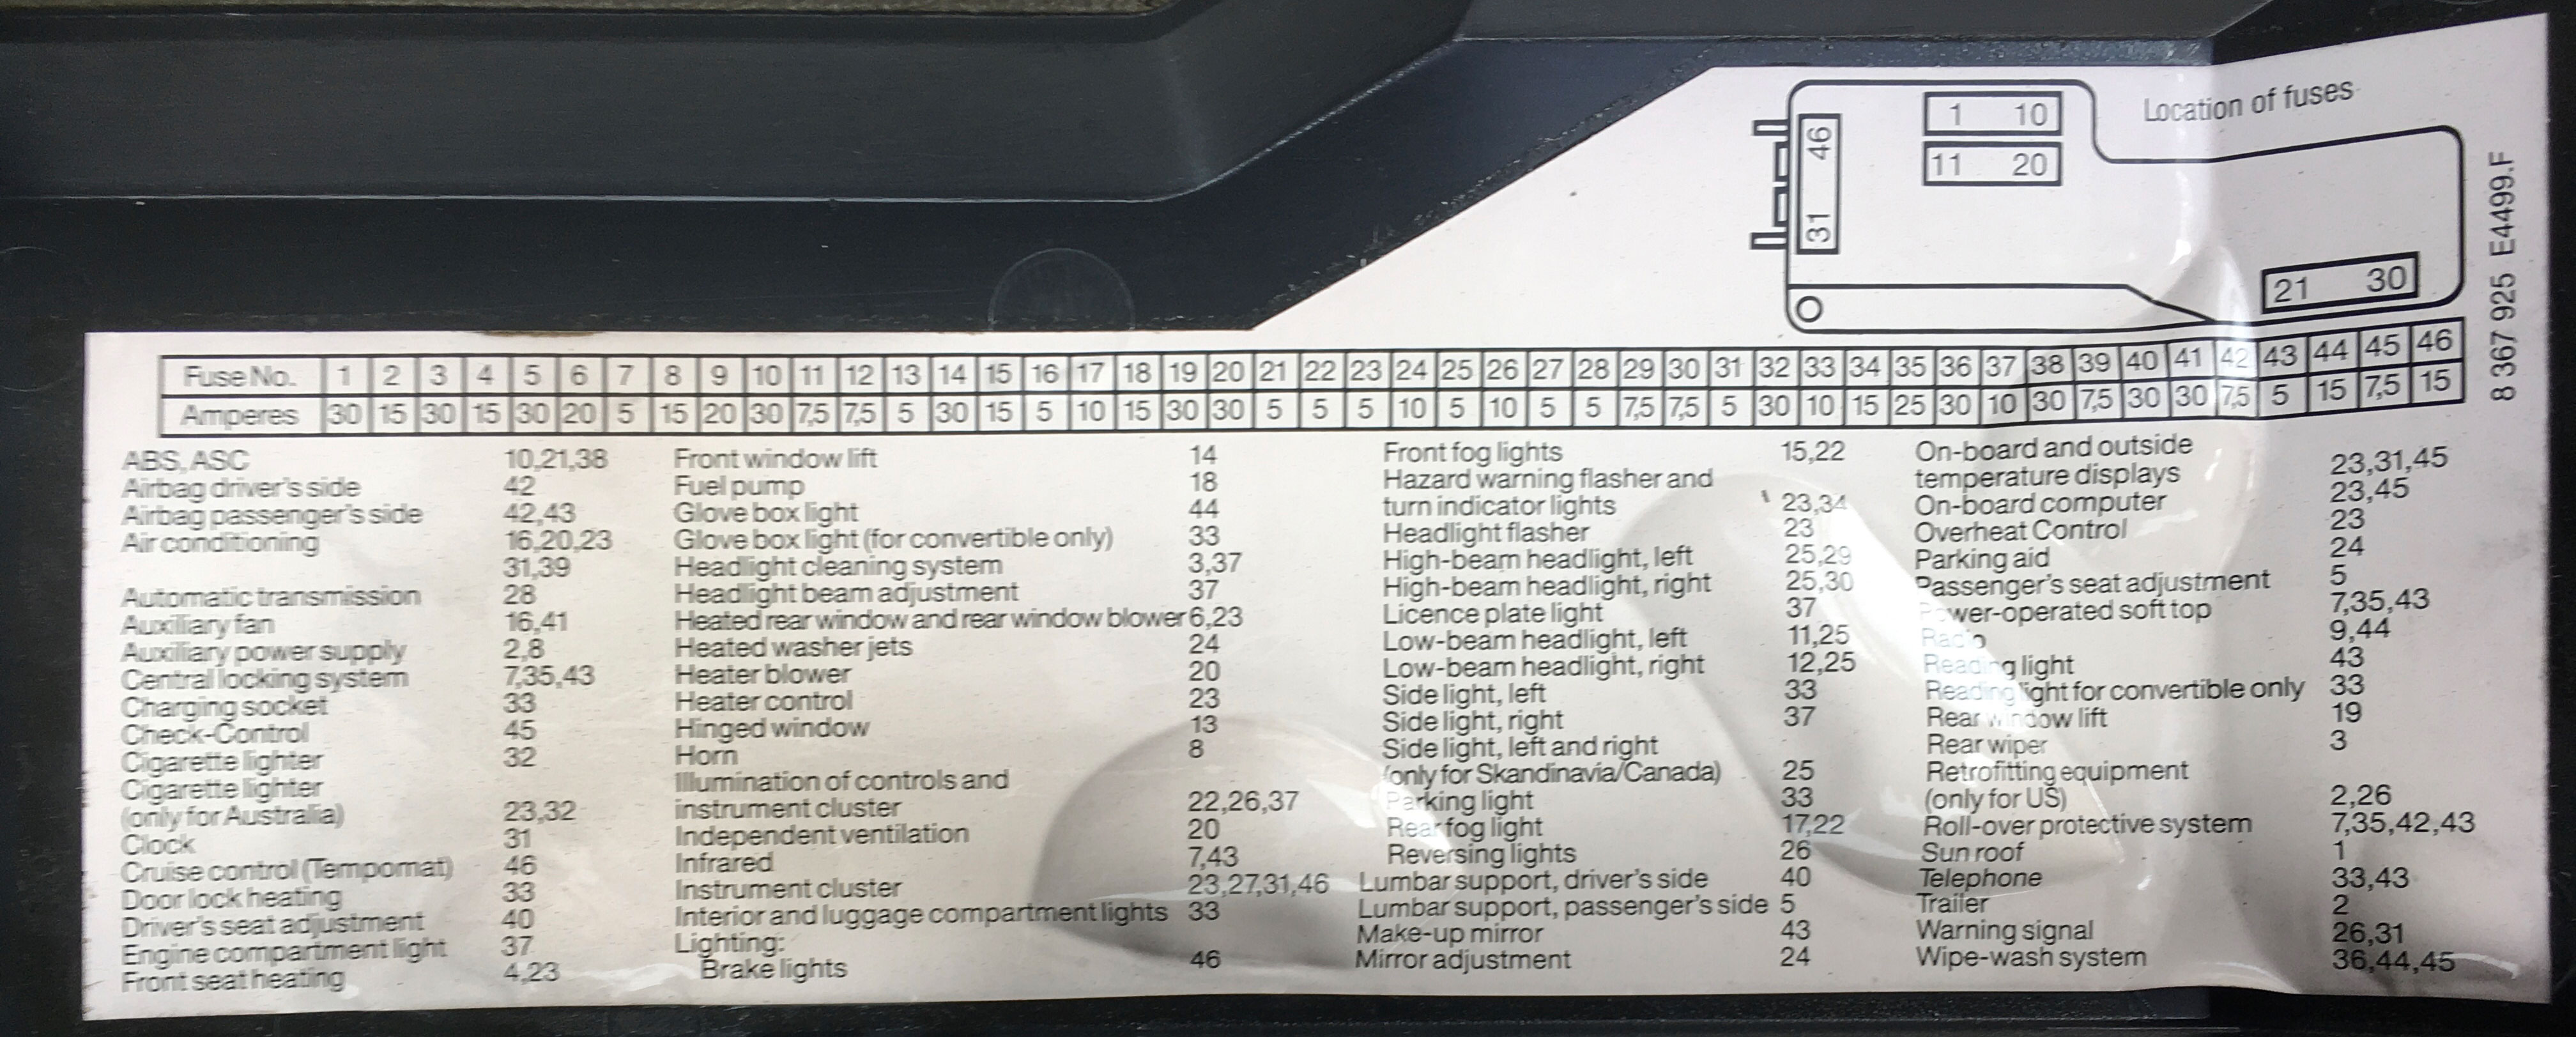 Location of fuses
1 10
11 20
31 46
21 30
8 367 925 E4499.F
Fuse No. 1 2 3 4 5 6 7 8 9 10 11 12 13 14 15 16 17 18 19 20 21 22 23 24 25 26 27 28 29 30 31 32 33 34 35 36 37 38 39 40 41 42 43 44 45 46
Amperes 30 15 30 15 30 20 5 15 20 30 7,5 7,5 5 30 15 5 10 15 30 30 5 5 5 10 5 10 5 5 7,5 7,5 5 30 10 15 25 30 10 30 7,5 30 30 7,5 5 15 7,5 15
ABS, ASC 10,21,38
Airbag driver's side 42
Airbag passenger's side 42,43
Air conditioning 16,20,23
31,39
Automatic transmission 28
Auxiliary fan 16,41
Auxiliary power supply 2,8
Central locking system 7,35,43
Charging socket 33
Check-Control 45
Cigarette lighter 32
Cigarette lighter
(only for Australia) 23,32
Clock 31
Cruise control (Tempomat) 46
Door lock heating 33
Driver's seat adjustment 40
Engine compartment light 37
Front seat heating 4,23
Front window lift 14
Fuel pump 18
Glove box light 44
Glove box light (for convertible only) 33
Headlight cleaning system 3,37
Headlight beam adjustment 37
Heated rear window and rear window blower 6,23
Heated washer jets 24
Heater blower 20
Heater control 23
Hinged window 13
Horn 8
Illumination of controls and
instrument cluster 22,26,37
Independent ventilation 20
Infrared 7,43
Instrument cluster 23,27,31,46
Interior and luggage compartment lights 33
Lighting:
Brake lights 46
Front fog lights 15,22
Hazard warning flasher and
turn indicator lights 23,34
Headlight flasher 23
High-beam headlight, left 25,29
High-beam headlight, right 25,30
Licence plate light 37
Low-beam headlight, left 11,25
Low-beam headlight, right 12,25
Side light, left 33
Side light, right 37
Side light, left and right
(only for Skandinavia/Canada) 25
Parking light 33
Rear fog light 17,22
Reversing lights 26
Lumbar support, driver's side 40
Lumbar support, passenger's side 5
Make-up mirror 43
Mirror adjustment 24
On-board and outside
temperature displays 23,31,45
On-board computer 23,45
Overheat Control 23
Parking aid 24
Passenger's seat adjustment 5
Power-operated soft top 7,35,43
Radio 9,44
Reading light 43
Reading light for convertible only 33
Rear window lift 19
Rear wiper 3
Retrofitting equipment
(only for US) 2,26
Roll-over protective system 7,35,42,43
Sun roof 1
Telephone 33,43
Trailer 2
Warning signal 26,31
Wipe-wash system 36,44,45